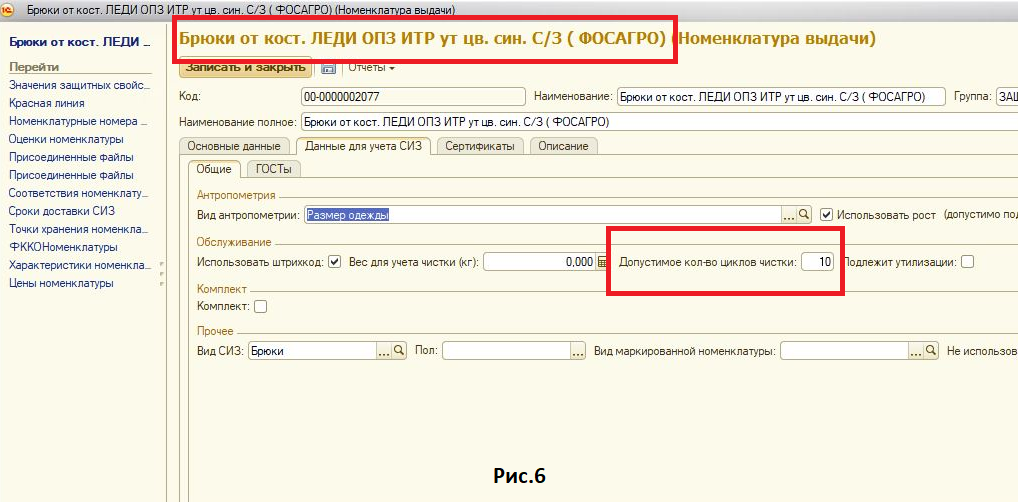 Брюки от кост. ЛЕДИ ОПЗ ИТР ут цв. син. С/З ( ФОСАГРО) (Номенклатура выдачи)
Брюки от кост. ЛЕДИ ...
Перейти
Значения защитных свойс...
Красная линия
Номенклатурные номера ...
Оценки номенклатуры
Присоединенные файлы
Присоединенные файлы
Соответствия номенклату...
Сроки доставки СИЗ
Точки хранения номенкла...
ФККОНоменклатуры
Характеристики номенкла...
Цены номенклатуры
Брюки от кост. ЛЕДИ ОПЗ ИТР ут цв. син. С/З ( ФОСАГРО) (Номенклатура выдачи)
Записать и закрыть Отчеты
Код: 00-0000002077 Наименование: Брюки от кост. ЛЕДИ ОПЗ ИТР ут цв. син. С/З ( ФОСАГРО) Группа: ЗАЩ
Наименование полное: Брюки от кост. ЛЕДИ ОПЗ ИТР ут цв. син. С/З ( ФОСАГРО)
Основные данные Данные для учета СИЗ Сертификаты Описание
Общие ГОСТы
Антропометрия
Вид антропометрии: Размер одежды ... Использовать рост (допустимо под
Обслуживание
Использовать штрихкод: Вес для учета чистки (кг): 0,000 Допустимое кол-во циклов чистки: 10 Подлежит утилизации:
Комплект
Комплект:
Прочее
Вид СИЗ: Брюки ... Пол: ... Вид маркированной номенклатуры: ... Не использов
Рис.6